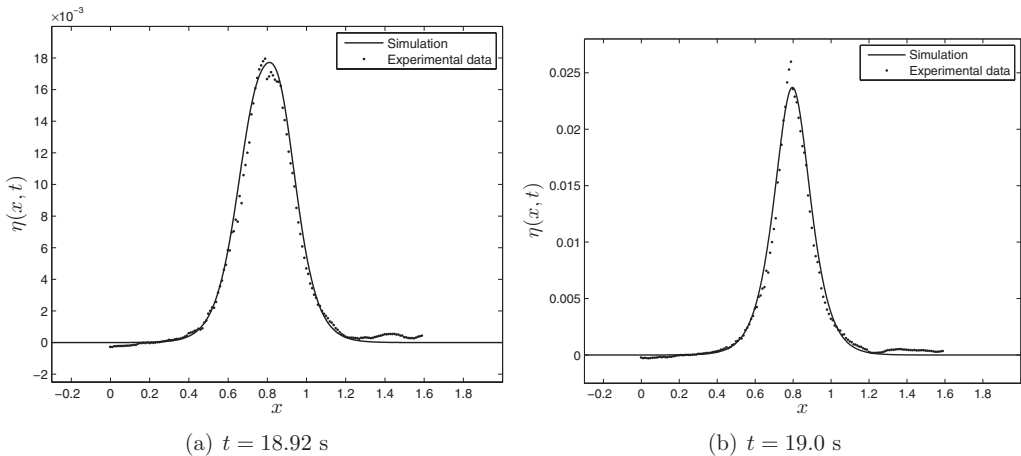 ×10⁻³
18
16
14
12
10
8
6
4
2
0
−2
η(x, t)
−0.2 0 0.2 0.4 0.6 0.8 1 1.2 1.4 1.6 1.8
x
Simulation
Experimental data
(a) t = 18.92 s
0.025
0.02
0.015
0.01
0.005
0
η(x, t)
−0.2 0 0.2 0.4 0.6 0.8 1 1.2 1.4 1.6 1.8
x
Simulation
Experimental data
(b) t = 19.0 s